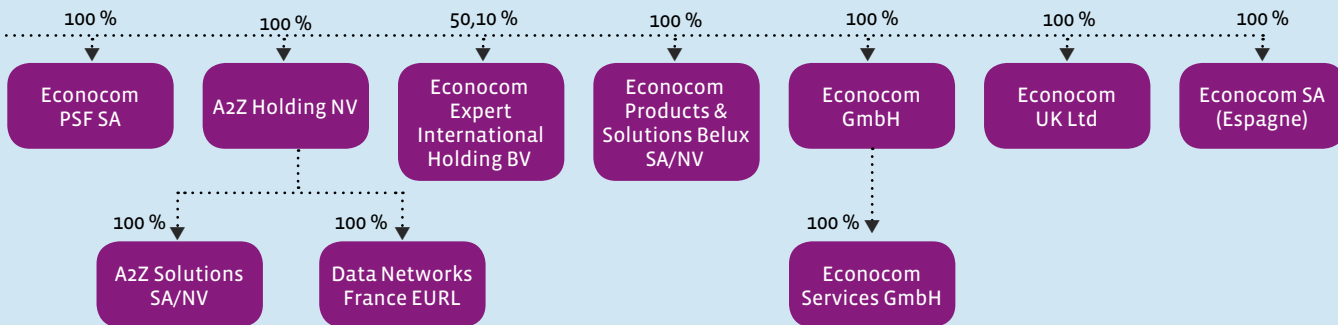 100 %
100 %
50,10 %
100 %
100 %
100 %
100 %
Econocom
PSF SA
A2Z Holding NV
Econocom
Expert
International
Holding BV
Econocom
Products &
Solutions Belux
SA/NV
Econocom
GmbH
Econocom
UK Ltd
Econocom SA
(Espagne)
100 %
100 %
100 %
A2Z Solutions
SA/NV
Data Networks
France EURL
Econocom
Services GmbH